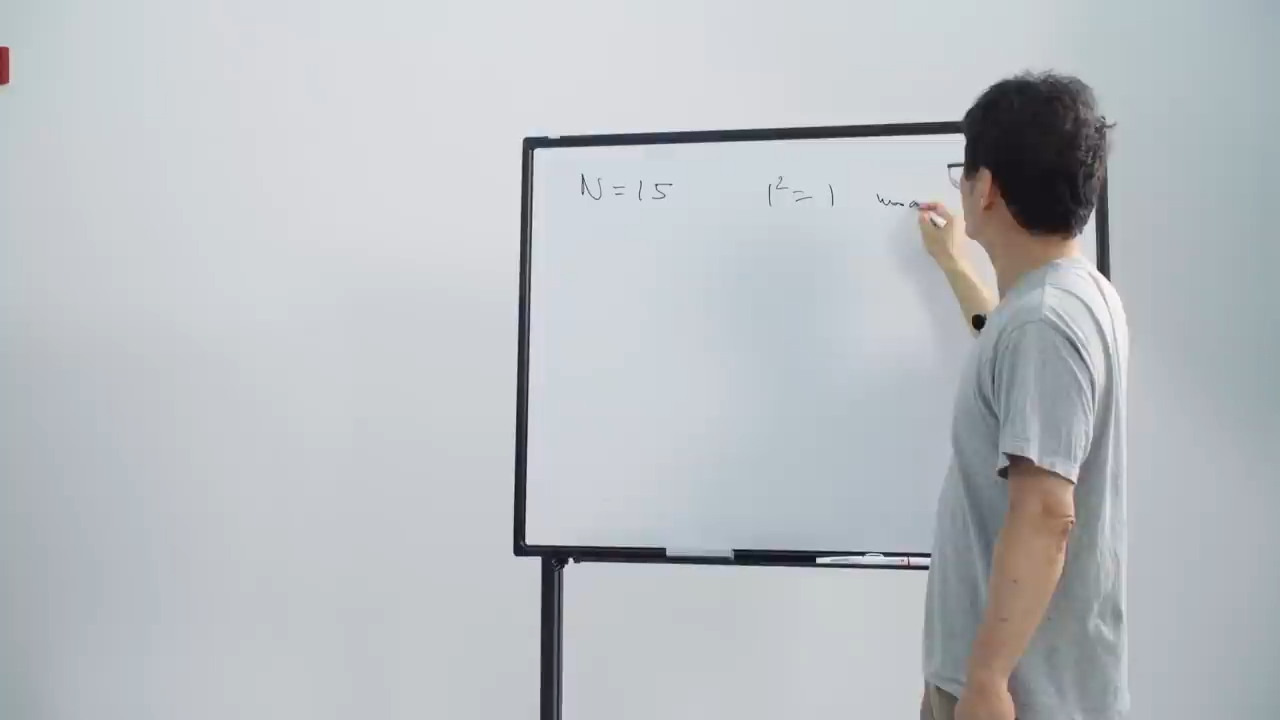 N = 15 1² = 1